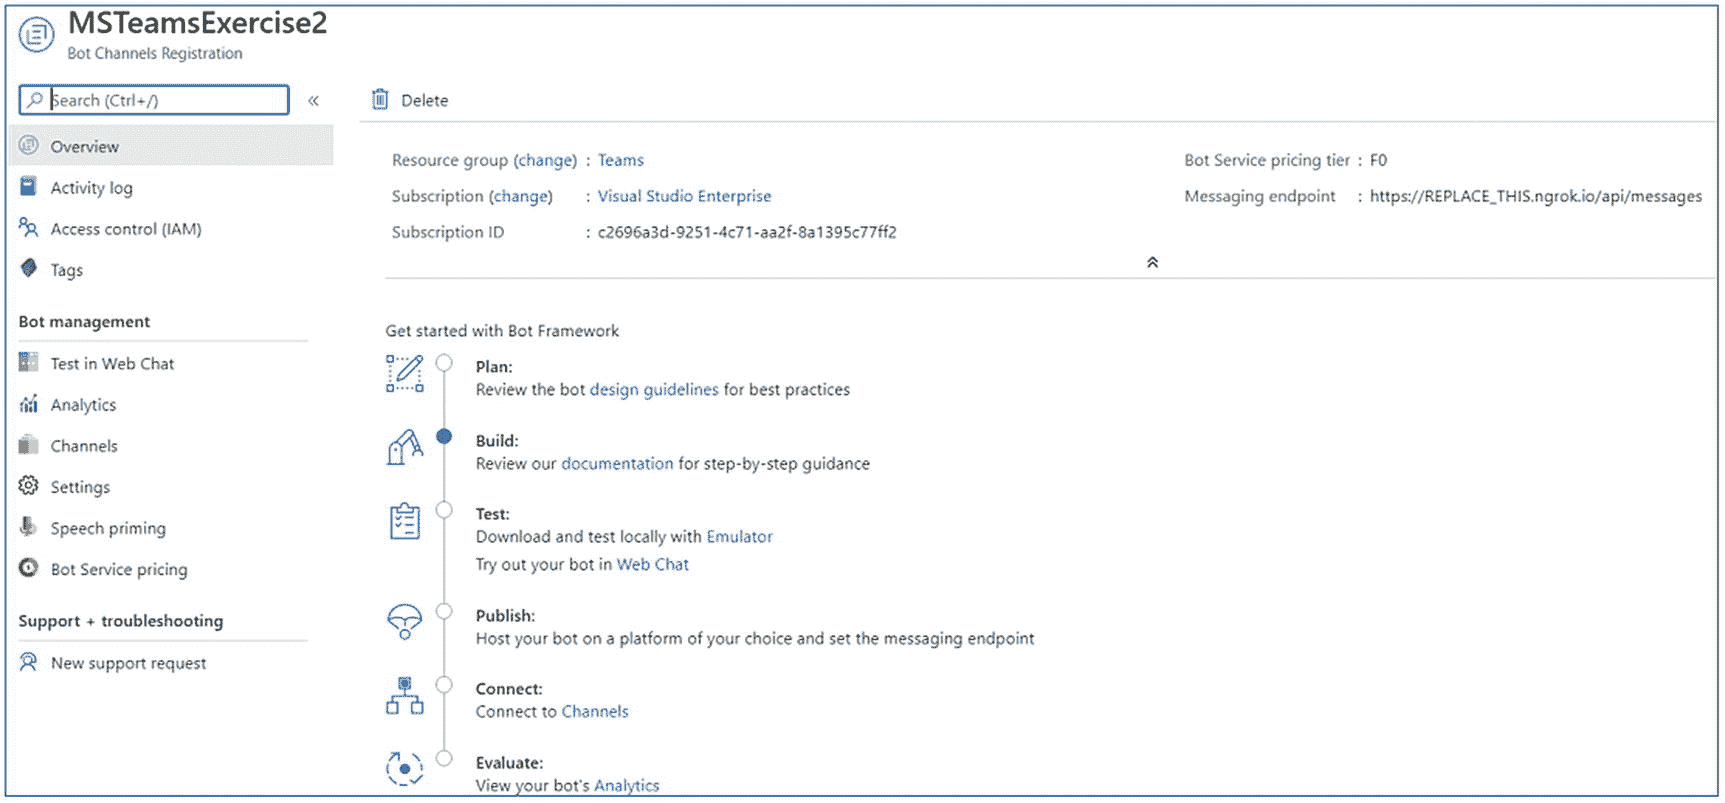 MSTeamsExercise2
Bot Channels Registration
Search (Ctrl+/)
«
Delete
Overview
Activity log
Access control (IAM)
Tags
Bot management
Test in Web Chat
Analytics
Channels
Settings
Speech priming
Bot Service pricing
Support + troubleshooting
New support request
Resource group (change) : Teams
Subscription (change) : Visual Studio Enterprise
Subscription ID : c2696a3d-9251-4c71-aa2f-8a1395c77ff2
Bot Service pricing tier : F0
Messaging endpoint : https://REPLACE_THIS.ngrok.io/api/messages
Get started with Bot Framework
Plan:
Review the bot design guidelines for best practices
Build:
Review our documentation for step-by-step guidance
Test:
Download and test locally with Emulator
Try out your bot in Web Chat
Publish:
Host your bot on a platform of your choice and set the messaging endpoint
Connect:
Connect to Channels
Evaluate:
View your bot's Analytics